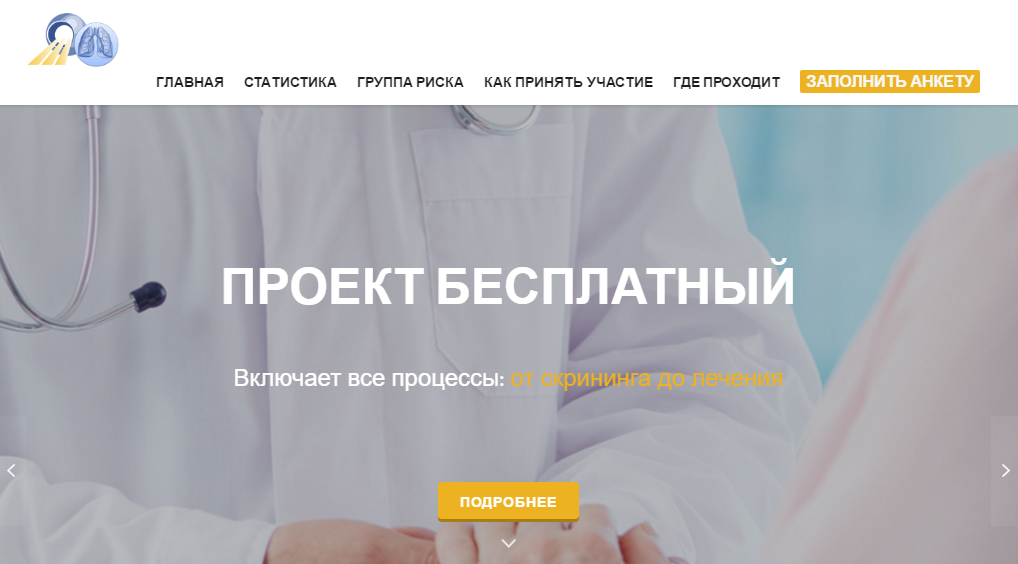 ГЛАВНАЯ СТАТИСТИКА ГРУППА РИСКА КАК ПРИНЯТЬ УЧАСТИЕ ГДЕ ПРОХОДИТ ЗАПОЛНИТЬ АНКЕТУ
ПРОЕКТ БЕСПЛАТНЫЙ
Включает все процессы: от скрининга до лечения
ПОДРОБНЕЕ